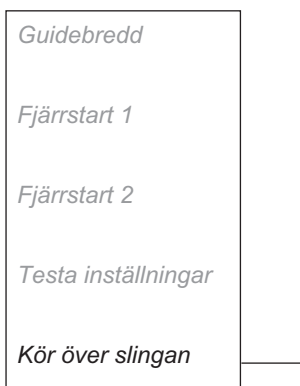 Guidebredd
Fjärrstart 1
Fjärrstart 2
Testa inställningar
Kör över slingan